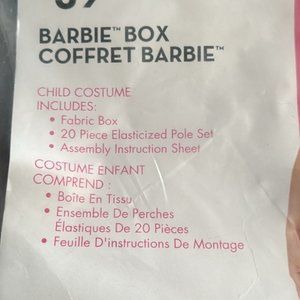 BARBIE™ BOX
COFFRET BARBIE™
CHILD COSTUME
INCLUDES:
• Fabric Box
• 20 Piece Elasticized Pole Set
• Assembly Instruction Sheet
COSTUME ENFANT
COMPREND :
• Boîte En Tissu
• Ensemble De Perches
Élastiques De 20 Pièces
• Feuille D'instructions De Montage